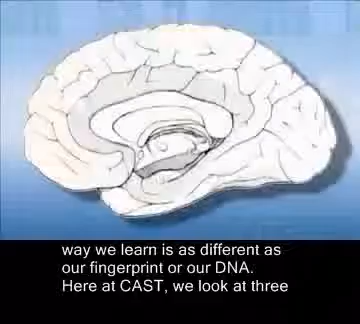 way we learn is as different as
our fingerprint or our DNA.
Here at CAST, we look at three